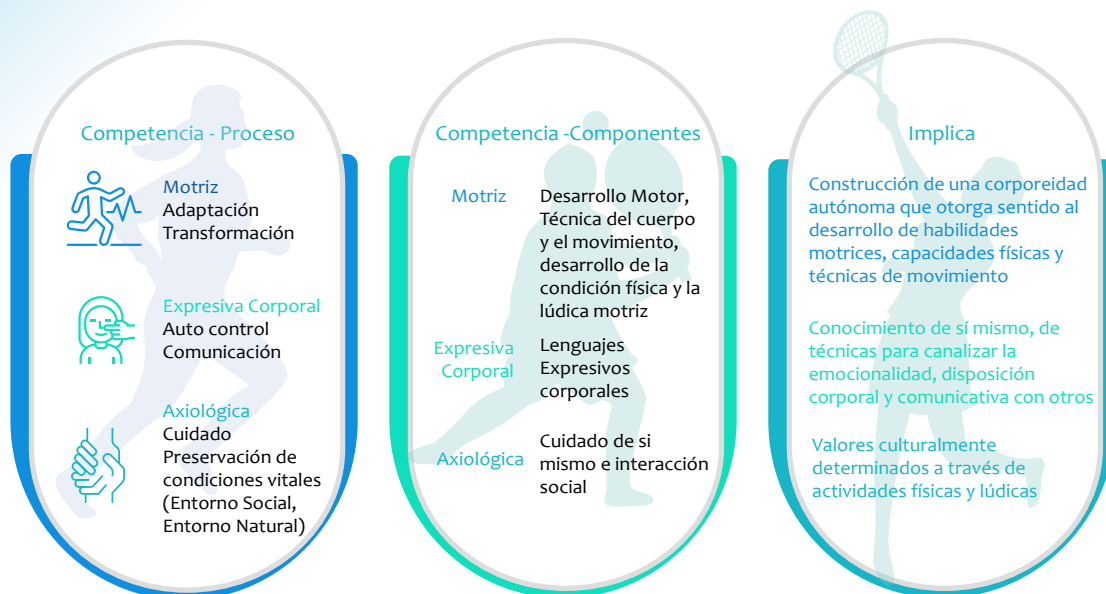 Competencia - Proceso
Motriz
Adaptación
Transformación
Expresiva Corporal
Auto control
Comunicación
Axiológica
Cuidado
Preservación de
condiciones vitales
(Entorno Social,
Entorno Natural)
Competencia -Componentes
Motriz
Desarrollo Motor,
Técnica del cuerpo
y el movimiento,
desarrollo de la
condición física y la
lúdica motriz
Expresiva
Corporal
Lenguajes
Expresivos
corporales
Axiológica
Cuidado de si
mismo e interacción
social
Implica
Construcción de una corporeidad
autónoma que otorga sentido al
desarrollo de habilidades
motrices, capacidades físicas y
técnicas de movimiento
Conocimiento de sí mismo, de
técnicas para canalizar la
emocionalidad, disposición
corporal y comunicativa con otros
Valores culturalmente
determinados a través de
actividades físicas y lúdicas